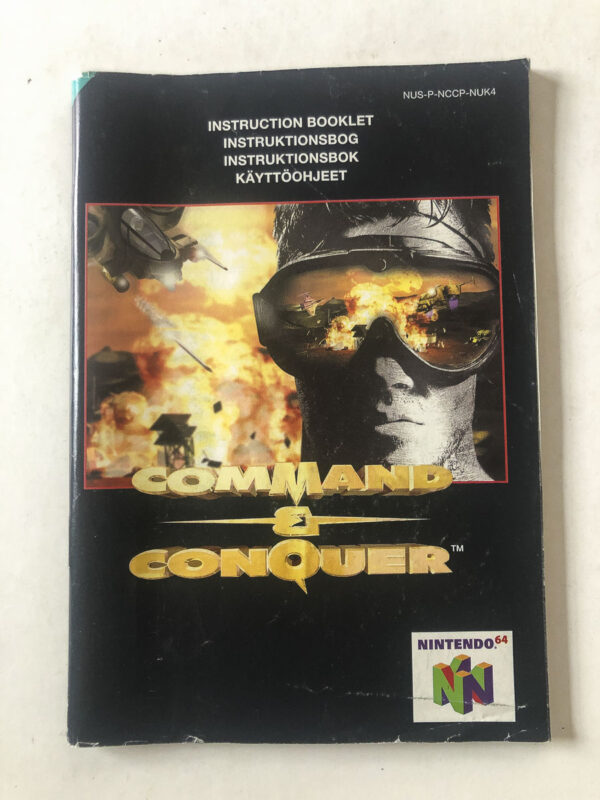 NUS-P-NCCP-NUK4
INSTRUCTION BOOKLET
INSTRUKTIONSBOG
INSTRUKTIONSBOK
KÄYTTÖOHJEET
COMMAND
&
CONQUER™
NINTENDO⁶⁴